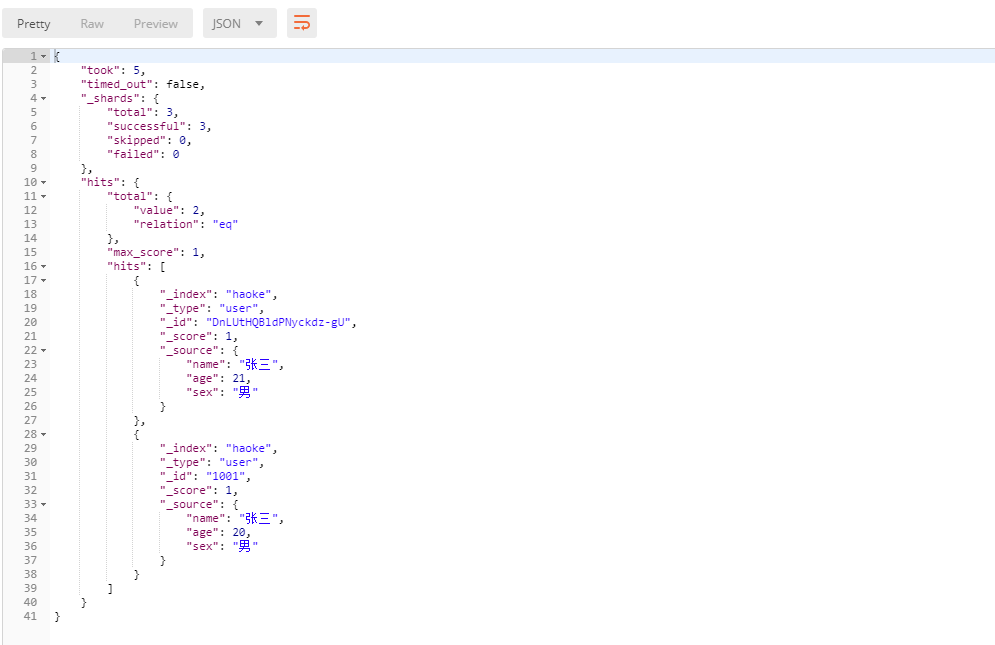 Pretty Raw Preview JSON
1 {
2 "took": 5,
3 "timed_out": false,
4 "_shards": {
5 "total": 3,
6 "successful": 3,
7 "skipped": 0,
8 "failed": 0
9 },
10 "hits": {
11 "total": {
12 "value": 2,
13 "relation": "eq"
14 },
15 "max_score": 1,
16 "hits": [
17 {
18 "_index": "haoke",
19 "_type": "user",
20 "_id": "DnLUtHQBldPNyckdz-gU",
21 "_score": 1,
22 "_source": {
23 "name": "张三",
24 "age": 21,
25 "sex": "男"
26 }
27 },
28 {
29 "_index": "haoke",
30 "_type": "user",
31 "_id": "1001",
32 "_score": 1,
33 "_source": {
34 "name": "张三",
35 "age": 20,
36 "sex": "男"
37 }
38 }
39 ]
40 }
41 }